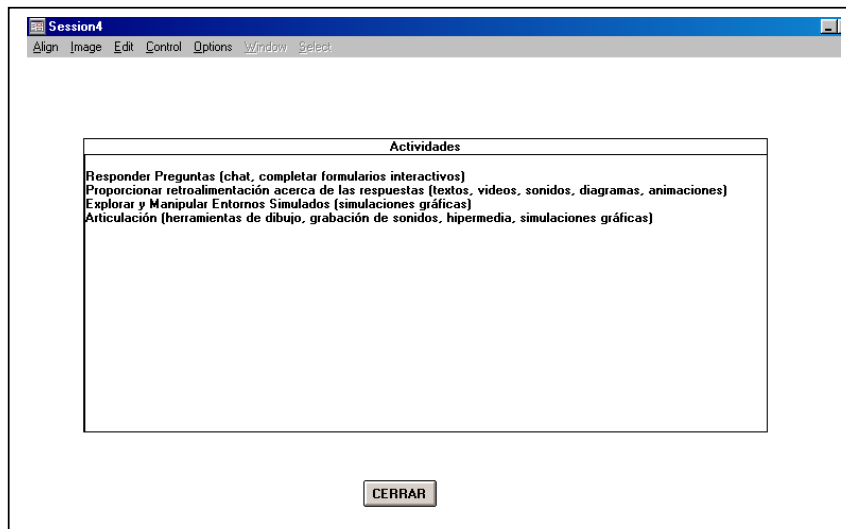 Session4
Align Image Edit Control Options Window Select
Actividades
Responder Preguntas (chat, completar formularios interactivos)
Proporcionar retroalimentación acerca de las respuestas (textos, videos, sonidos, diagramas, animaciones)
Explorar y Manipular Entornos Simulados (simulaciones gráficas)
Articulación (herramientas de dibujo, grabación de sonidos, hipermedia, simulaciones gráficas)
CERRAR